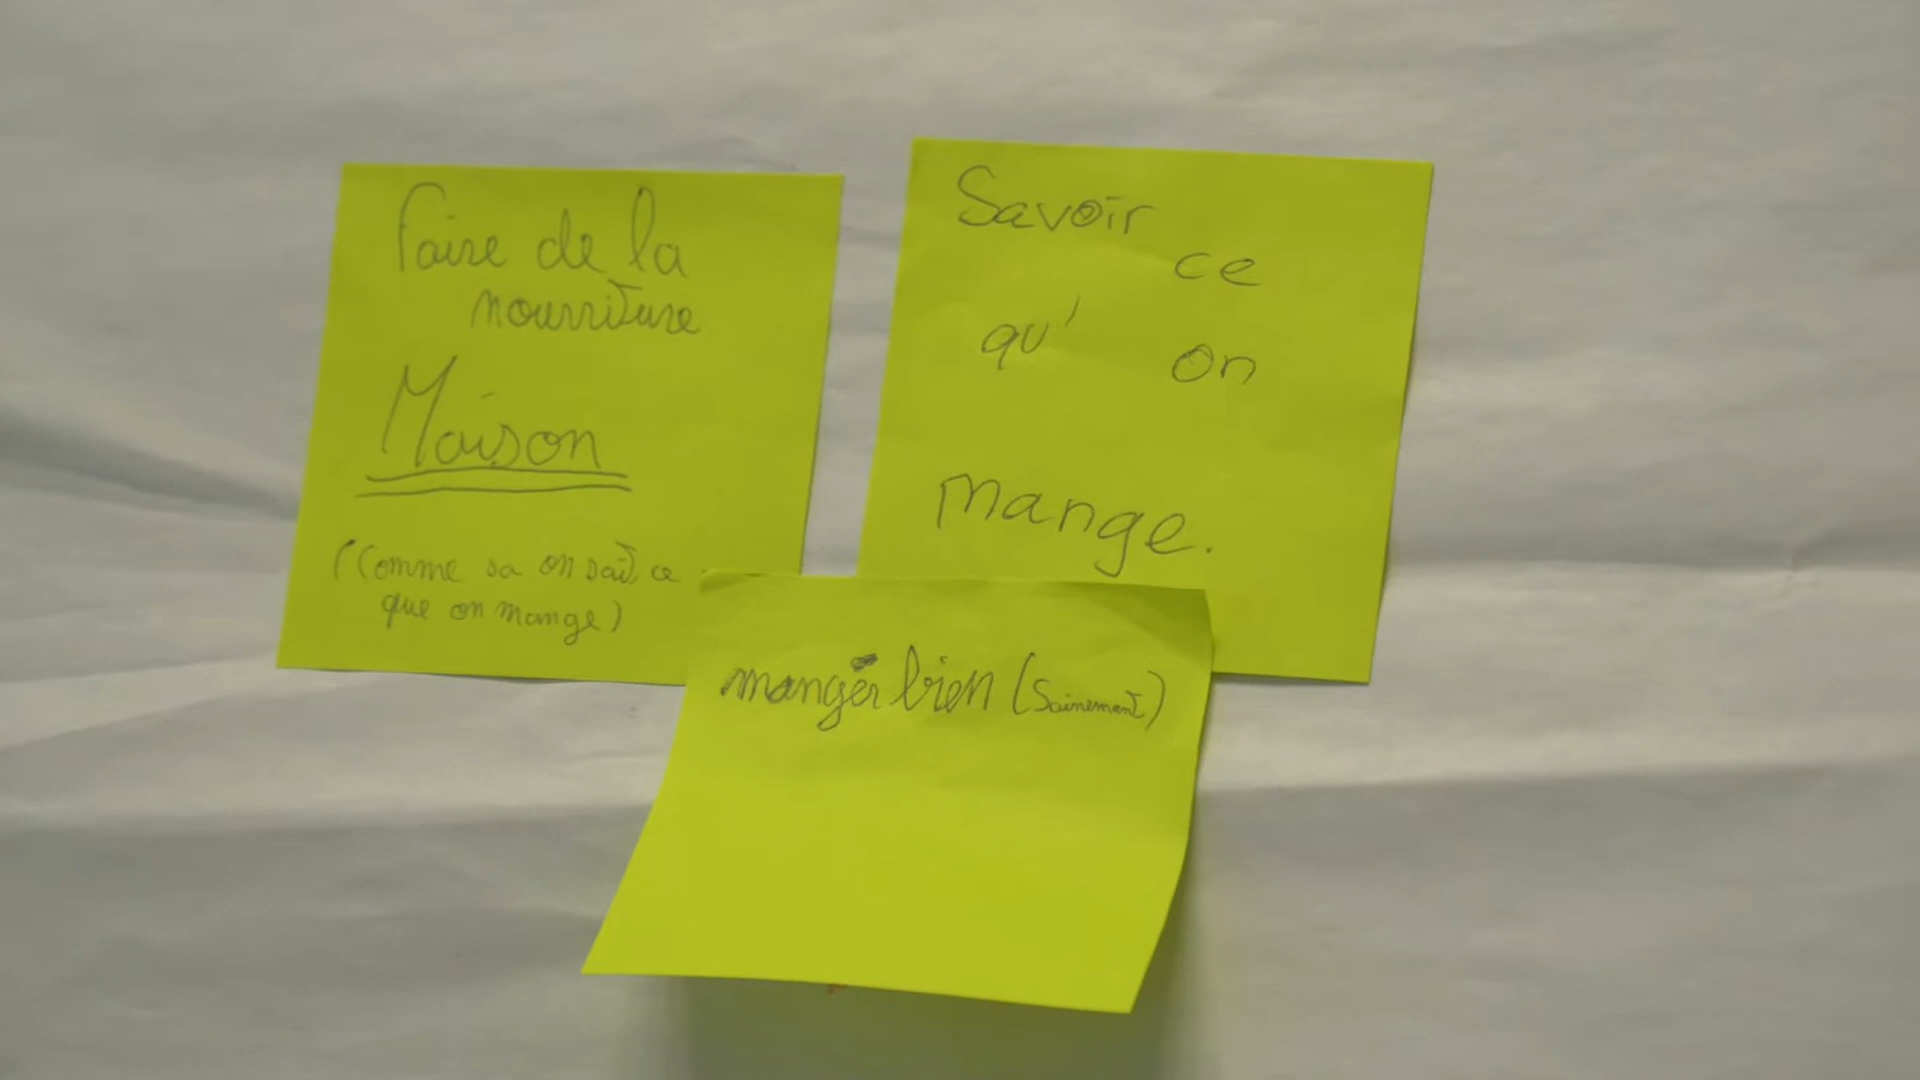 Faire de la
nourriture
Maison
(Comme sa on sait ce
que on mange)
Savoir
ce
qu' on
mange.
manger bien (Sainement)